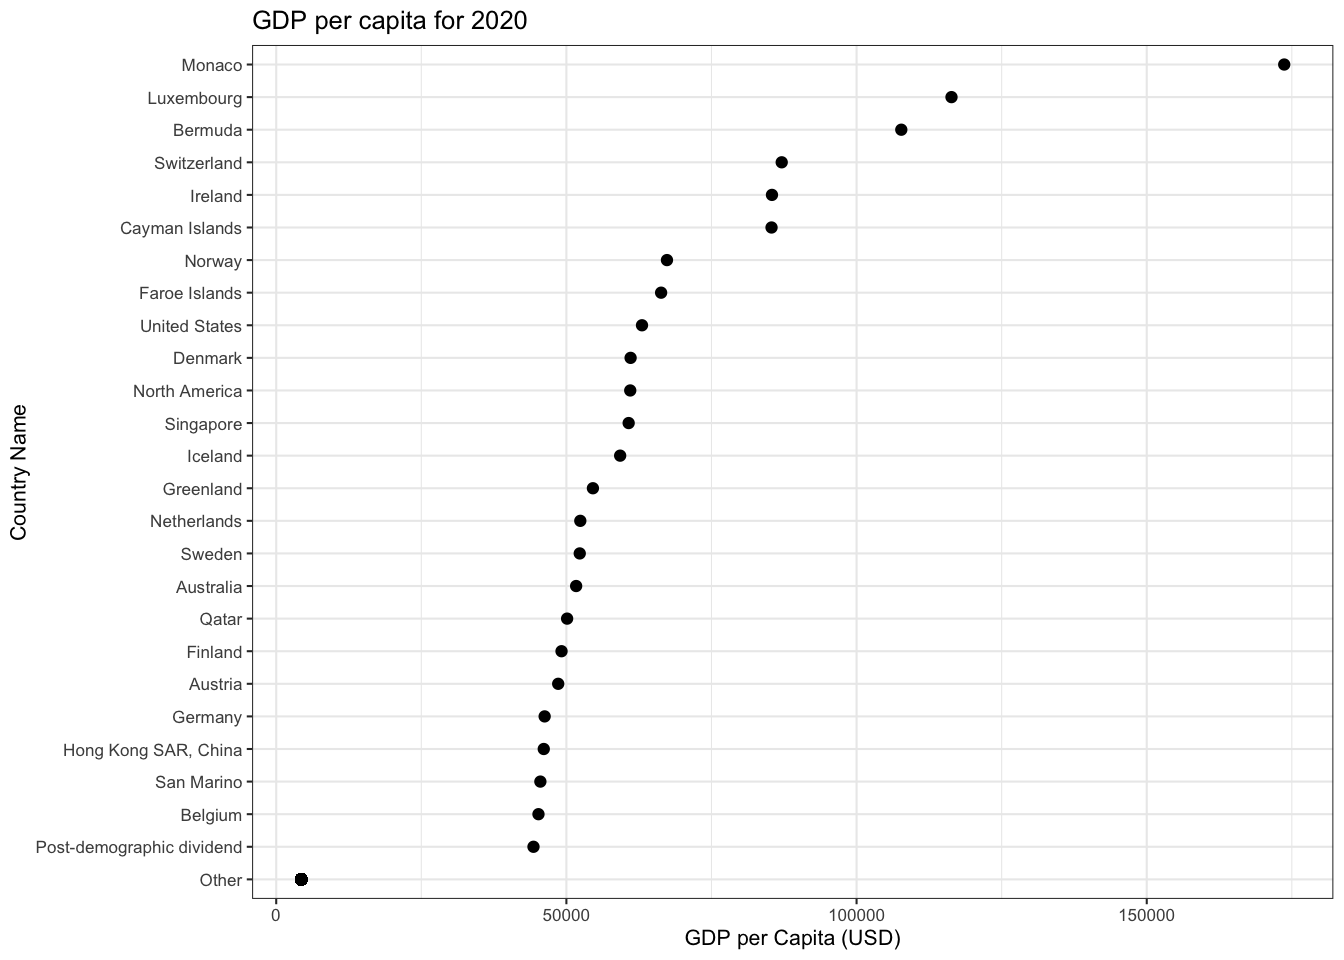 GDP per capita for 2020
Country Name
Monaco
Luxembourg
Bermuda
Switzerland
Ireland
Cayman Islands
Norway
Faroe Islands
United States
Denmark
North America
Singapore
Iceland
Greenland
Netherlands
Sweden
Australia
Qatar
Finland
Austria
Germany
Hong Kong SAR, China
San Marino
Belgium
Post-demographic dividend
Other
0 50000 100000 150000
GDP per Capita (USD)